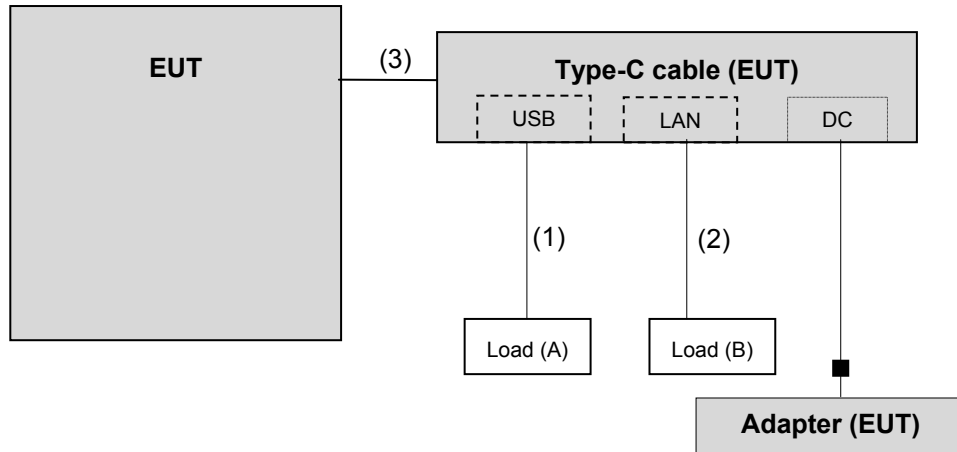 EUT
(3)
Type-C cable (EUT)
USB
LAN
DC
(1)
(2)
Load (A)
Load (B)
Adapter (EUT)